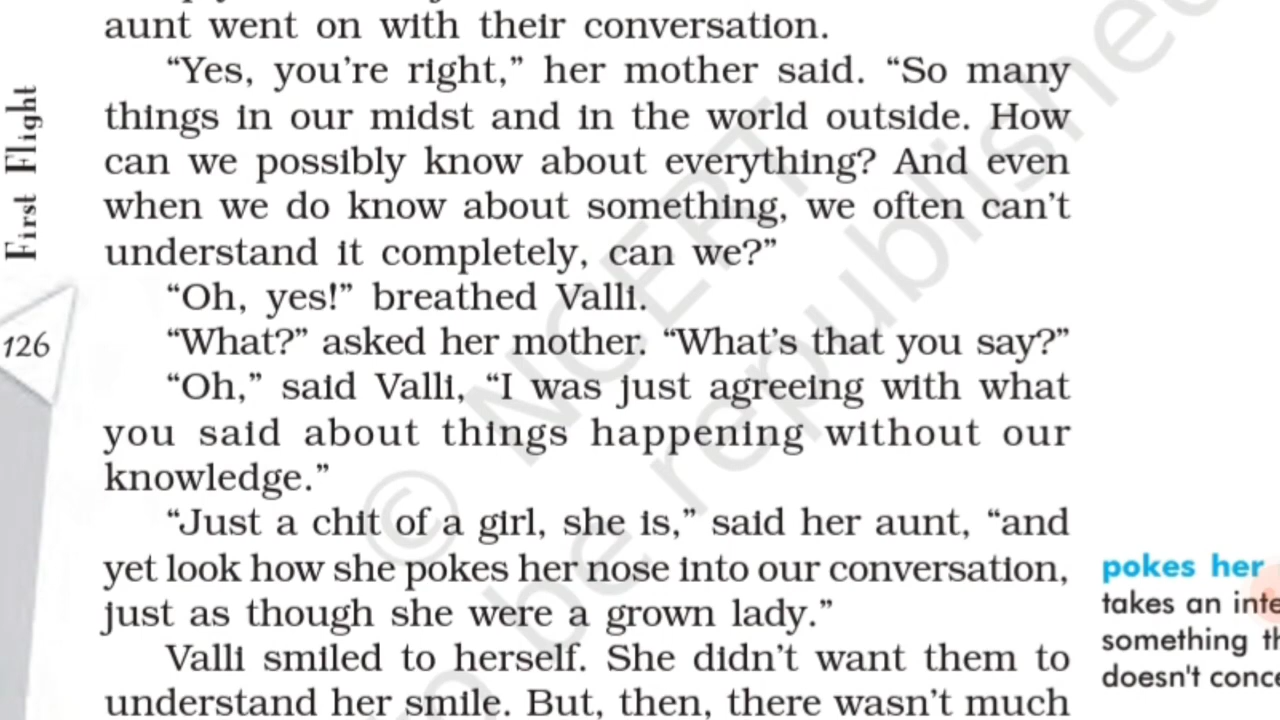 aunt went on with their conversation.
“Yes, you're right,” her mother said. “So many
things in our midst and in the world outside. How
can we possibly know about everything? And even
when we do know about something, we often can't
understand it completely, can we?”
“Oh, yes!” breathed Valli.
“What?” asked her mother. “What's that you say?”
“Oh,” said Valli, “I was just agreeing with what
you said about things happening without our
knowledge.”
“Just a chit of a girl, she is,” said her aunt, “and
yet look how she pokes her nose into our conversation,
just as though she were a grown lady.”
Valli smiled to herself. She didn't want them to
understand her smile. But, then, there wasn't much
pokes her
takes an
something
doesn't
First Flight
126
© NCERT
be republished